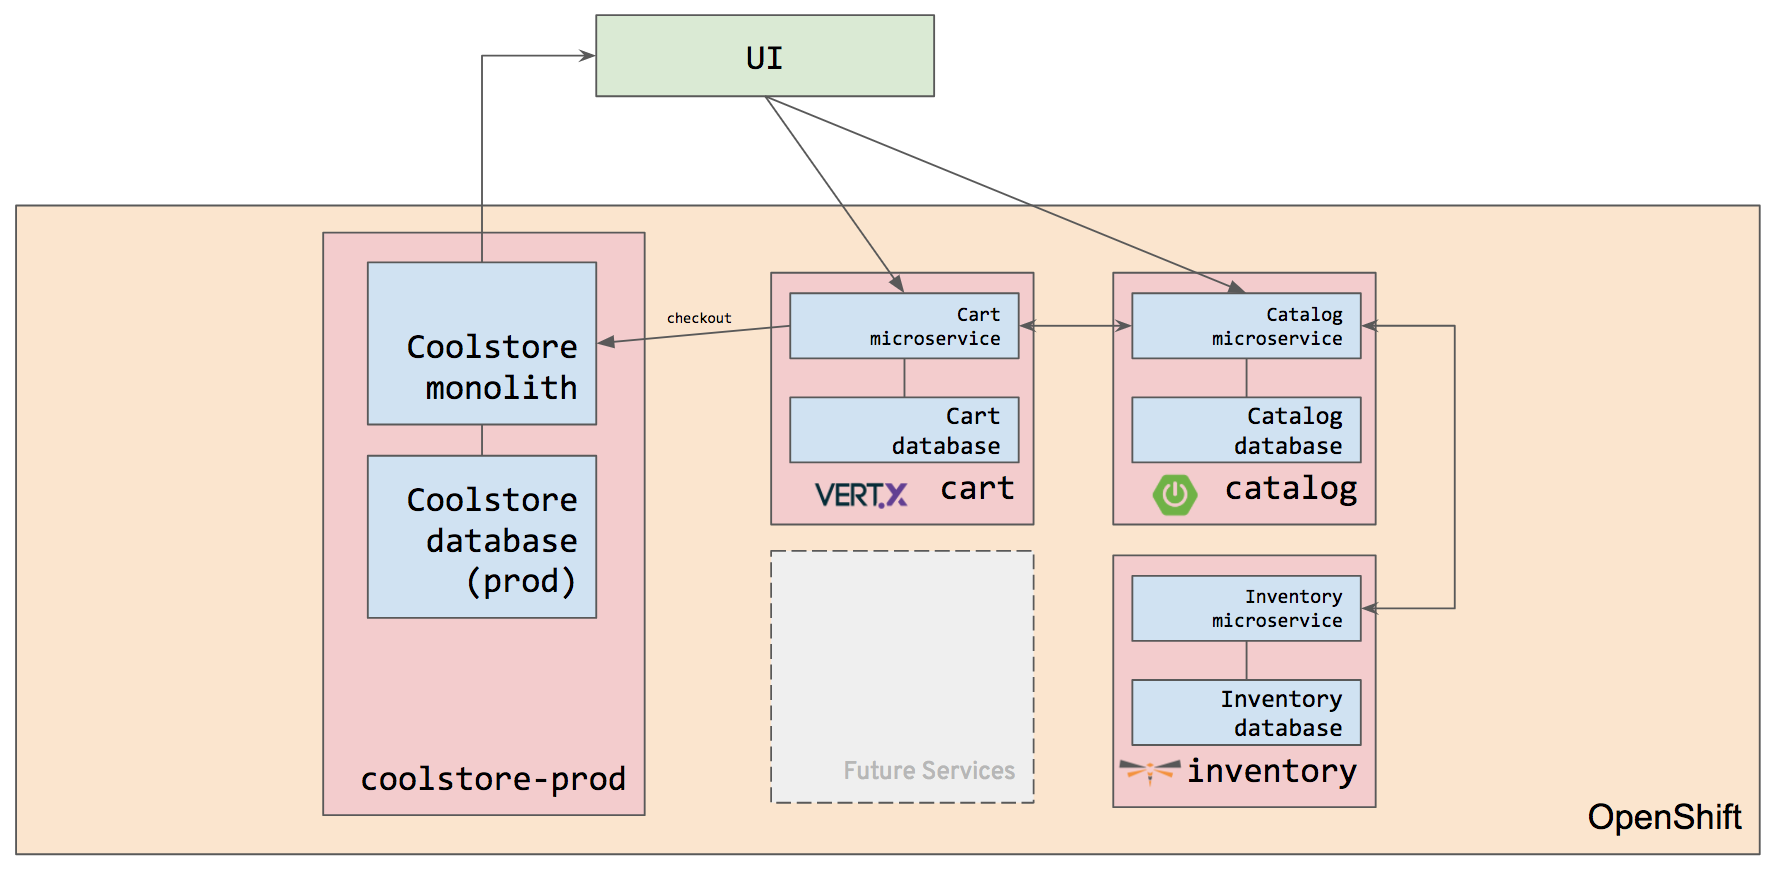 UI
Coolstore
monolith
Coolstore
database
(prod)
coolstore-prod
checkout
Cart
microservice
Cart
database
VERT.X
cart
Catalog
microservice
Catalog
database
catalog
Future Services
Inventory
microservice
Inventory
database
inventory
OpenShift